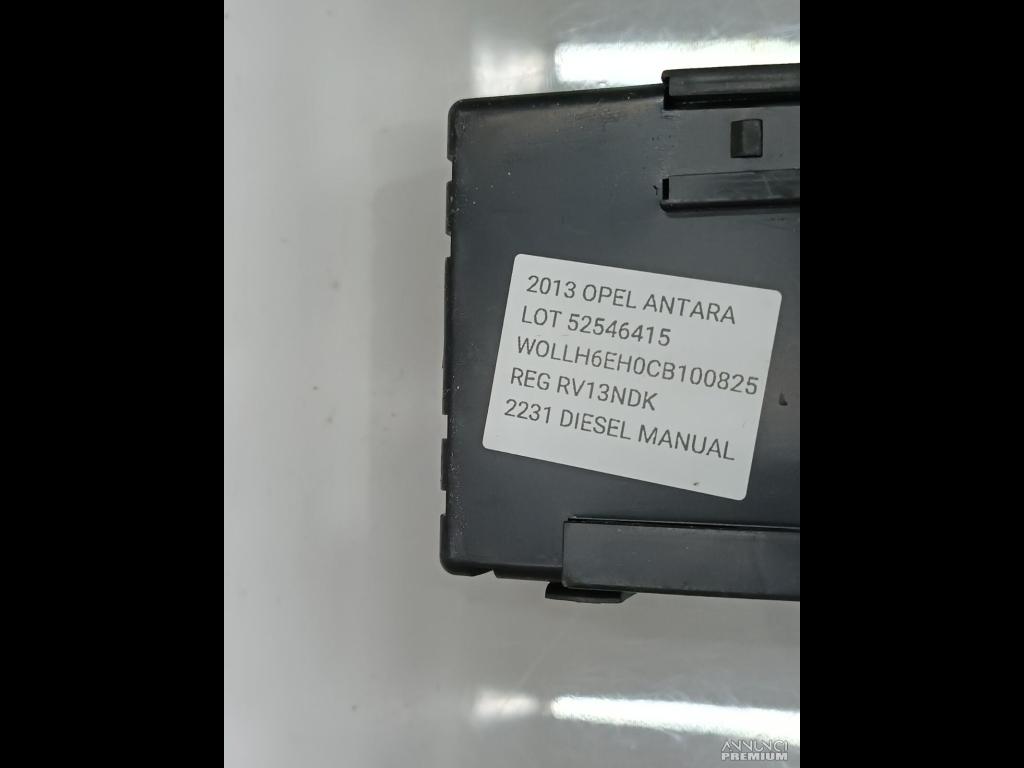 2013 OPEL ANTARA
LOT 52546415
WOLLH6EH0CB100825
REG RV13NDK
2231 DIESEL MANUAL
ANNUNCI
PREMIUM